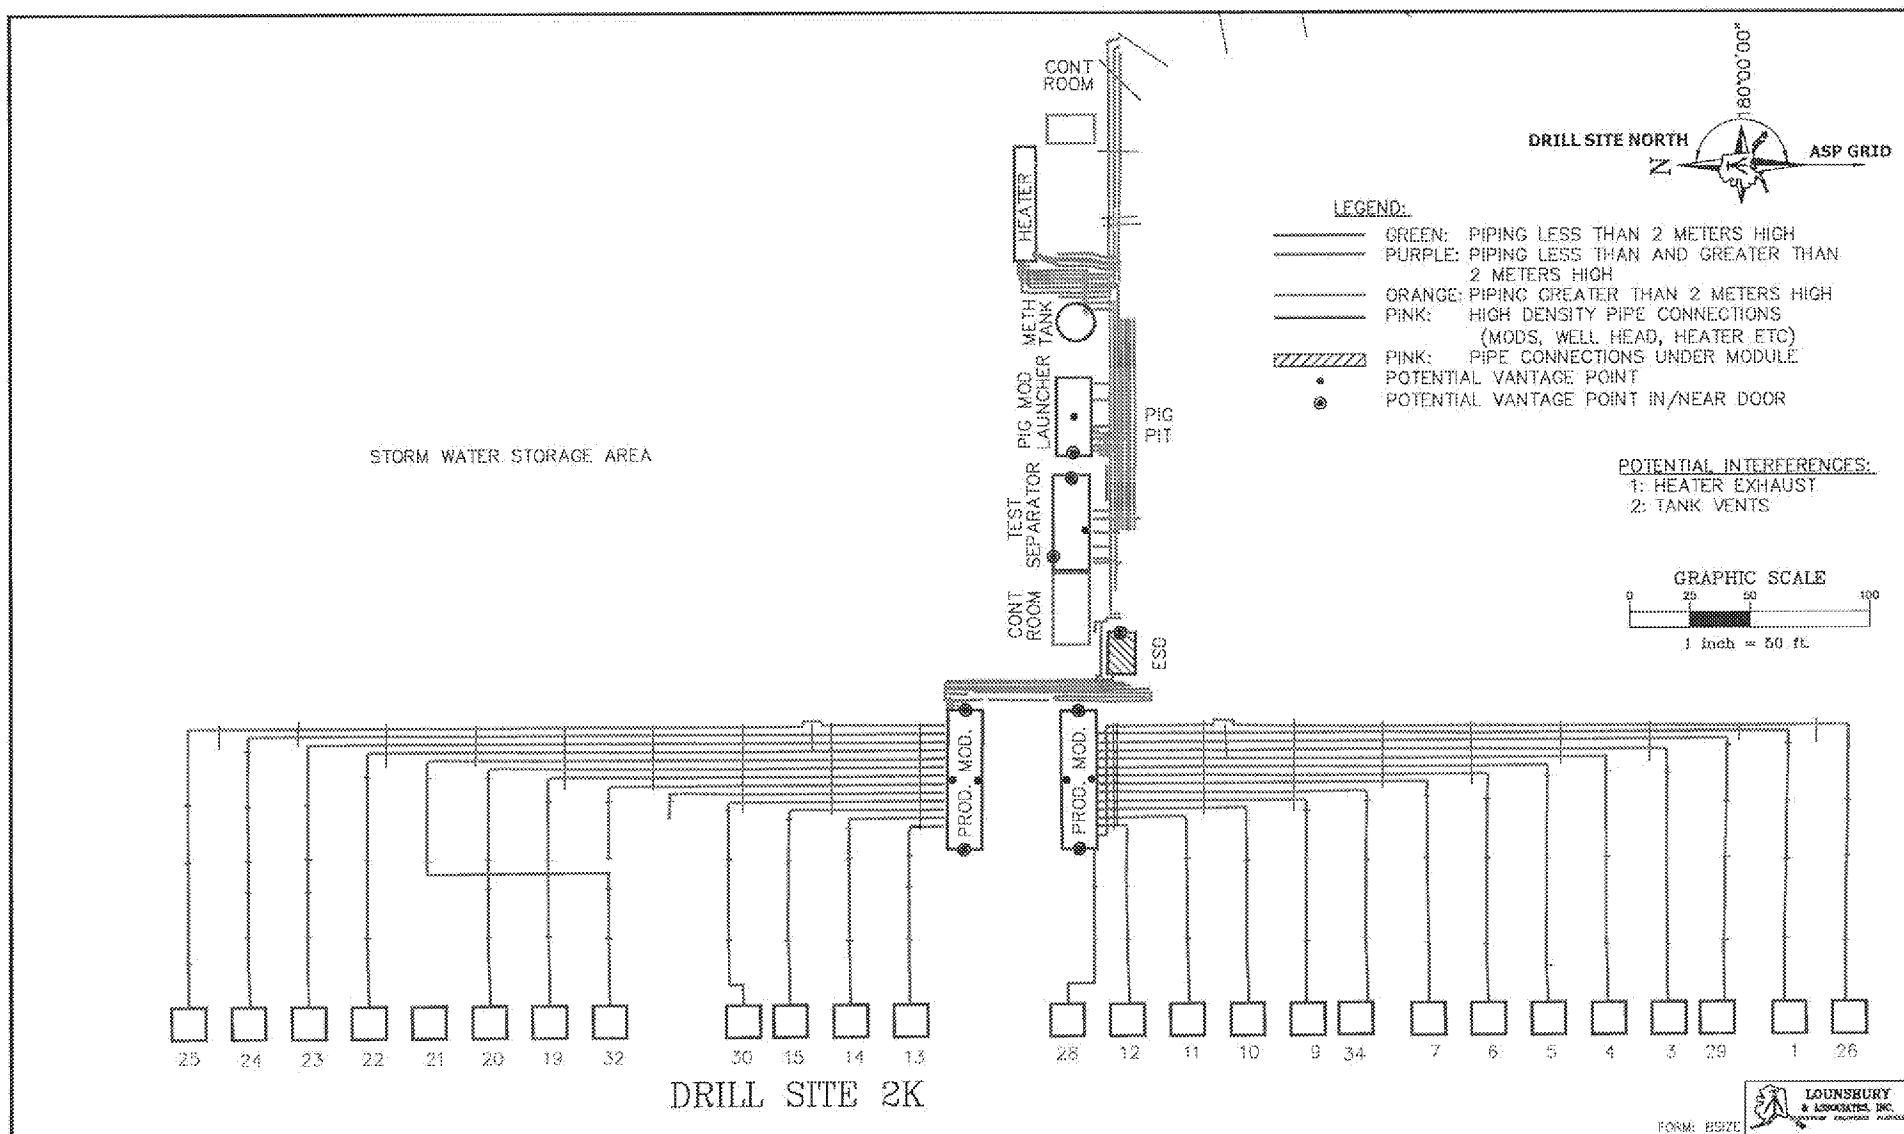 CONT
ROOM
180°00'00"
DRILL SITE NORTH
N
ASP GRID
HEATER
LEGEND:
GREEN: PIPING LESS THAN 2 METERS HIGH
PURPLE: PIPING LESS THAN AND GREATER THAN
2 METERS HIGH
ORANGE: PIPING GREATER THAN 2 METERS HIGH
PINK: HIGH DENSITY PIPE CONNECTIONS
(MODS, WELL HEAD, HEATER ETC)
PINK: PIPE CONNECTIONS UNDER MODULE
POTENTIAL VANTAGE POINT
POTENTIAL VANTAGE POINT IN/NEAR DOOR
METH
TANK
PIG MOD
LAUNCHER
PIG
PIT
STORM WATER STORAGE AREA
POTENTIAL INTERFERENCES:
1: HEATER EXHAUST
2: TANK VENTS
TEST
SEPARATOR
GRAPHIC SCALE
0 25 50 100
1 inch = 50 ft.
CONT
ROOM
ESD
PROD. MOD.
PROD. MOD.
25 24 23 22 21 20 19 32 30 15 14 13 28 12 11 10 9 34 7 6 5 4 3 29 1 26
DRILL SITE 2K
LOUNSBURY
& ASSOCIATES, INC.
FORM: BSIZE